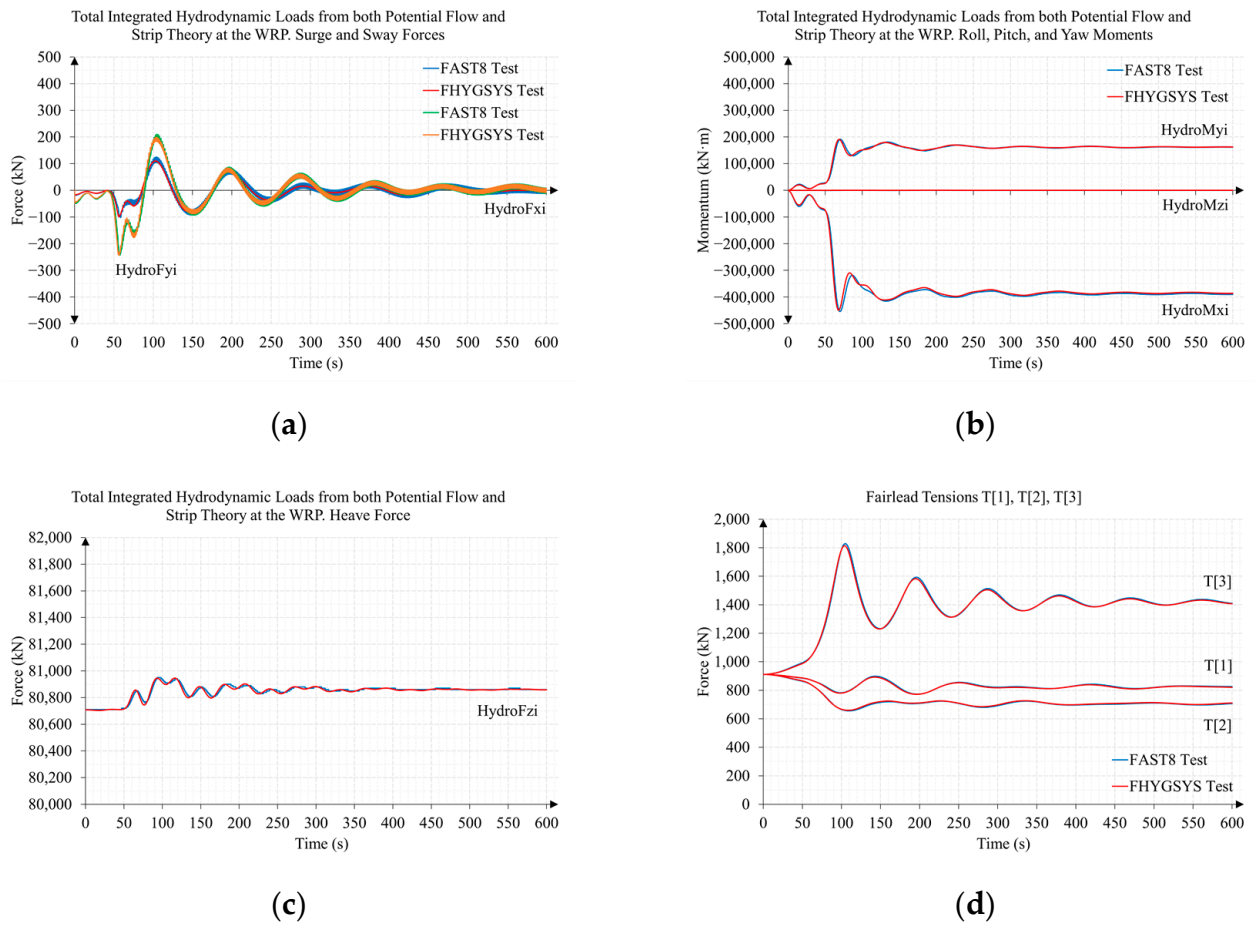 Total Integrated Hydrodynamic Loads from both Potential Flow and
Strip Theory at the WRP. Surge and Sway Forces
500
400
300
200
100
0
−100
−200
−300
−400
−500
Force (kN)
FAST8 Test
FHYGSYS Test
FAST8 Test
FHYGSYS Test
HydroFxi
HydroFyi
0 50 100 150 200 250 300 350 400 450 500 550 600
Time (s)
(a)
Total Integrated Hydrodynamic Loads from both Potential Flow and
Strip Theory at the WRP. Roll, Pitch, and Yaw Moments
500,000
400,000
300,000
200,000
100,000
0
−100,000
−200,000
−300,000
−400,000
−500,000
Momentum (kN·m)
FAST8 Test
FHYGSYS Test
HydroMyi
HydroMzi
HydroMxi
0 50 100 150 200 250 300 350 400 450 500 550 600
Time (s)
(b)
Total Integrated Hydrodynamic Loads from both Potential Flow and
Strip Theory at the WRP. Heave Force
82,000
81,800
81,600
81,400
81,200
81,000
80,800
80,600
80,400
80,200
80,000
Force (kN)
HydroFzi
0 50 100 150 200 250 300 350 400 450 500 550 600
Time (s)
(c)
Fairlead Tensions T[1], T[2], T[3]
2,000
1,800
1,600
1,400
1,200
1,000
800
600
400
200
0
Force (kN)
T[3]
T[1]
T[2]
FAST8 Test
FHYGSYS Test
0 50 100 150 200 250 300 350 400 450 500 550 600
Time (s)
(d)